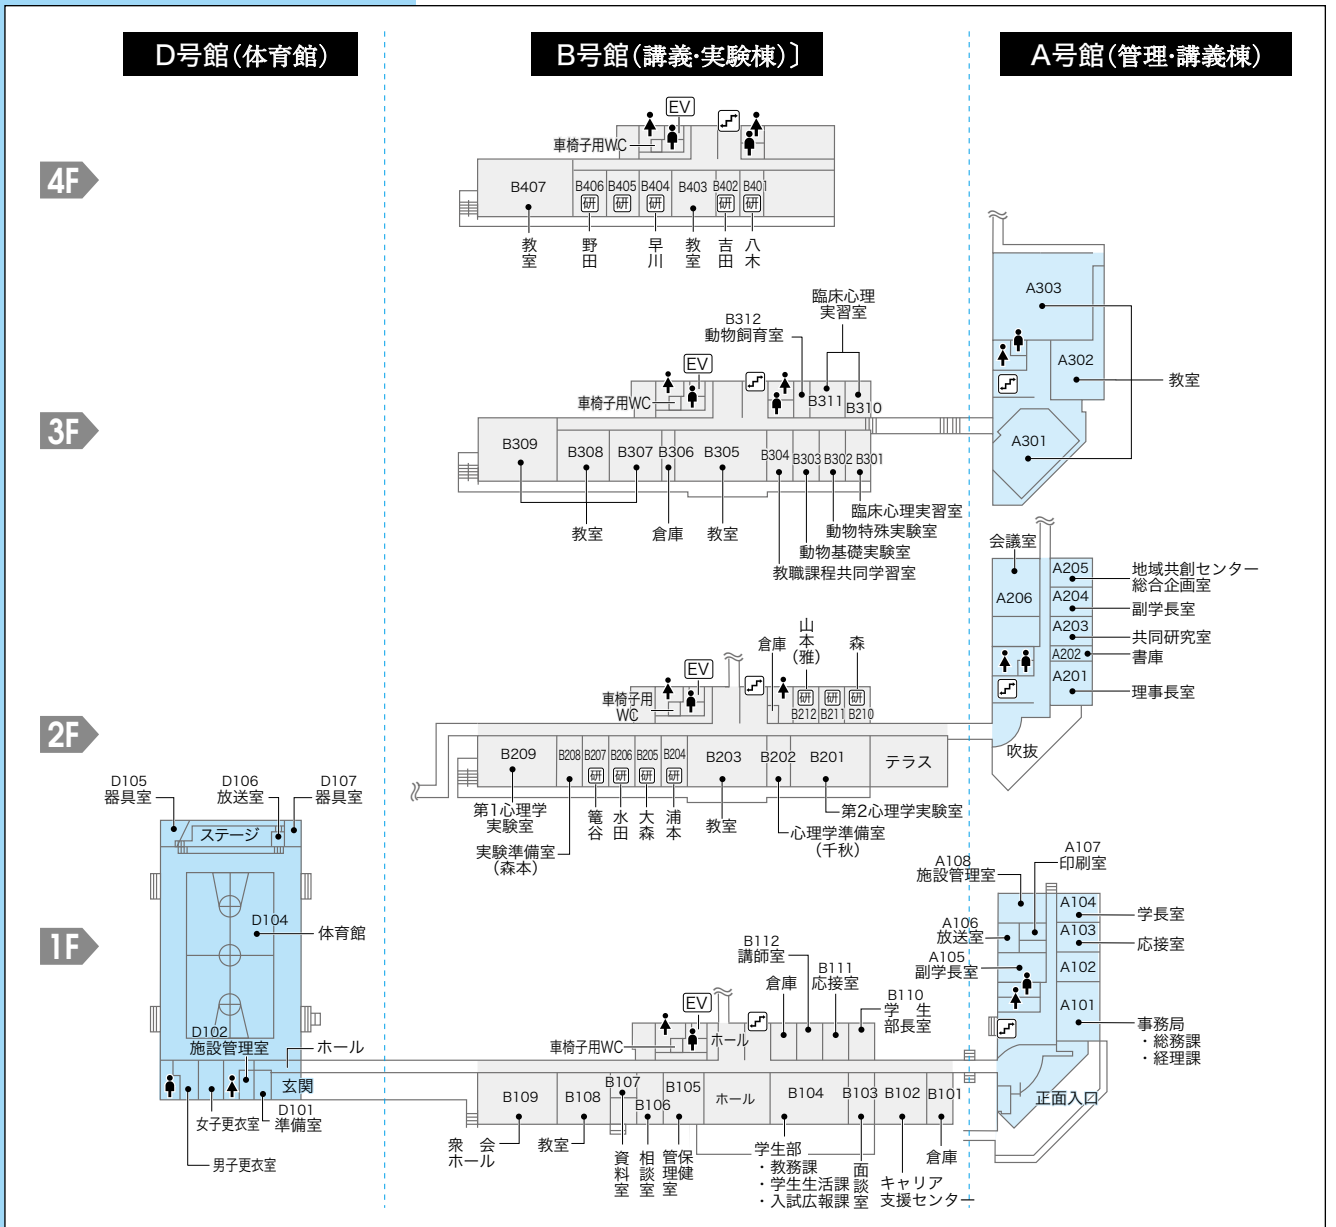 D号館(体育館)
B号館(講義・実験棟)〕
A号館(管理・講義棟)
4F
EV
車椅子用WC
B407
B406
B405
B404
B403
B402
B401
研
研
研
研
研
教室
野田
早川
教室
吉田
八木
3F
臨床心理
実習室
B312
動物飼育室
EV
車椅子用WC
B311
B310
B309
B308
B307
B306
B305
B304
B303
B302
B301
教室
倉庫
教室
臨床心理実習室
動物特殊実験室
動物基礎実験室
教職課程共同学習室
A303
A302
A301
教室
2F
山本(雅)
倉庫
森
EV
車椅子用
WC
研
研
研
B212
B211
B210
B209
B208
B207
B206
B205
B204
B203
B202
B201
テラス
研
研
研
研
第1心理学
実験室
実験準備室
(森本)
篭谷
水田
大森
浦本
教室
第2心理学実験室
心理学準備室
(千秋)
会議室
A206
A205
A204
A203
A202
A201
地域共創センター
総合企画室
副学長室
共同研究室
書庫
理事長室
吹抜
1F
D105
器具室
D106
放送室
D107
器具室
ステージ
D104
体育館
D102
施設管理室
ホール
玄関
D101
準備室
女子更衣室
男子更衣室
B112
講師室
倉庫
B111
応接室
B110
学生
部長室
EV
車椅子用WC
ホール
B109
B108
B107
B106
B105
ホール
B104
B103
B102
B101
衆会
ホール
教室
資料室
相談室
保健
管理室
学生部
・教務課
・学生生活課
・入試広報課
面談室
キャリア
支援センター
倉庫
A108
施設管理室
A107
印刷室
A106
放送室
A105
副学長室
A104
A103
A102
A101
学長室
応接室
事務局
・総務課
・経理課
正面入口